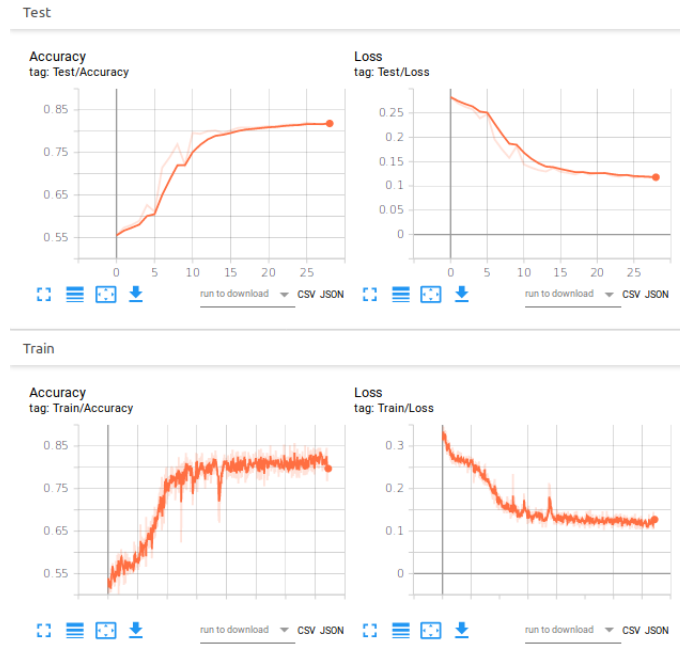 Test
Accuracy
tag: Test/Accuracy
0.85
0.75
0.65
0.55
0 5 10 15 20 25
run to download CSV JSON
Loss
tag: Test/Loss
0.25
0.2
0.15
0.1
0.05
0
0 5 10 15 20 25
run to download CSV JSON
Train
Accuracy
tag: Train/Accuracy
0.85
0.75
0.65
0.55
run to download CSV JSON
Loss
tag: Train/Loss
0.3
0.2
0.1
0
run to download CSV JSON